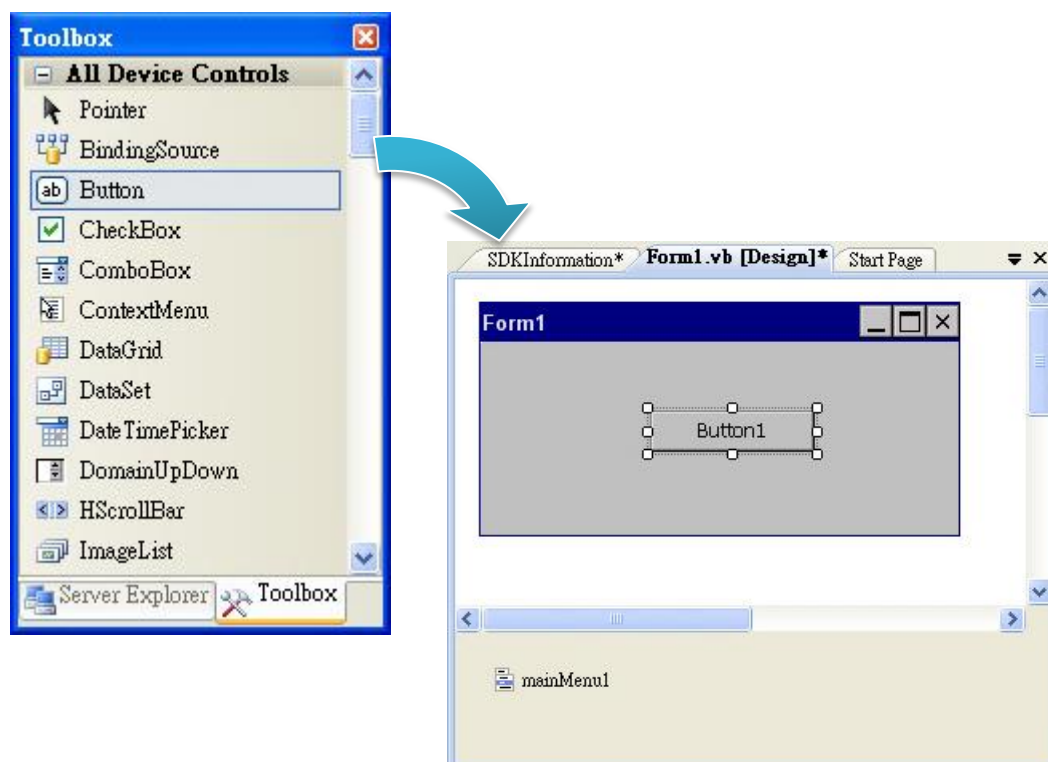 Toolbox
All Device Controls
Pointer
BindingSource
ab Button
CheckBox
ComboBox
ContextMenu
DataGrid
DataSet
DateTimePicker
DomainUpDown
HScrollBar
ImageList
Server Explorer Toolbox
SDKInformation* Form1.vb [Design]* Start Page
Form1
Button1
mainMenu1